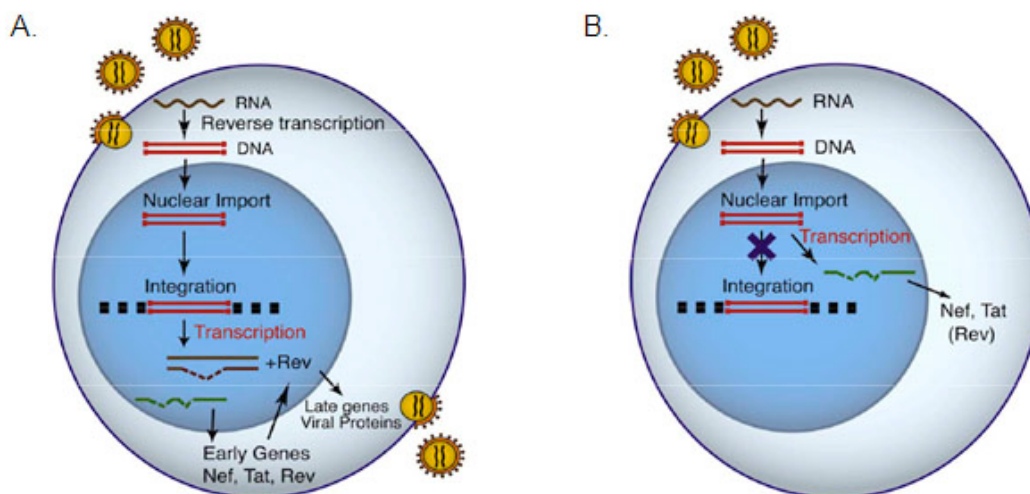 A.
RNA
Reverse transcription
DNA
Nuclear Import
Integration
Transcription
+Rev
Late genes
Viral Proteins
Early Genes
Nef, Tat, Rev
B.
RNA
DNA
Nuclear Import
Transcription
Integration
Nef, Tat
(Rev)